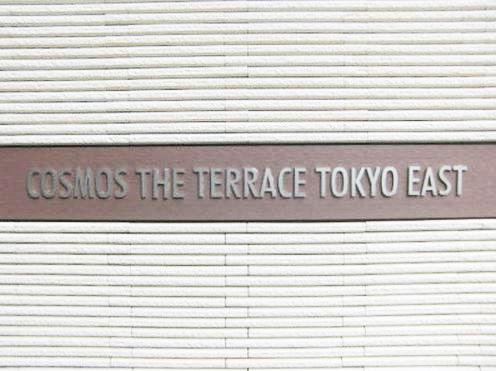 COSMOS THE TERRACE TOKYO EAST